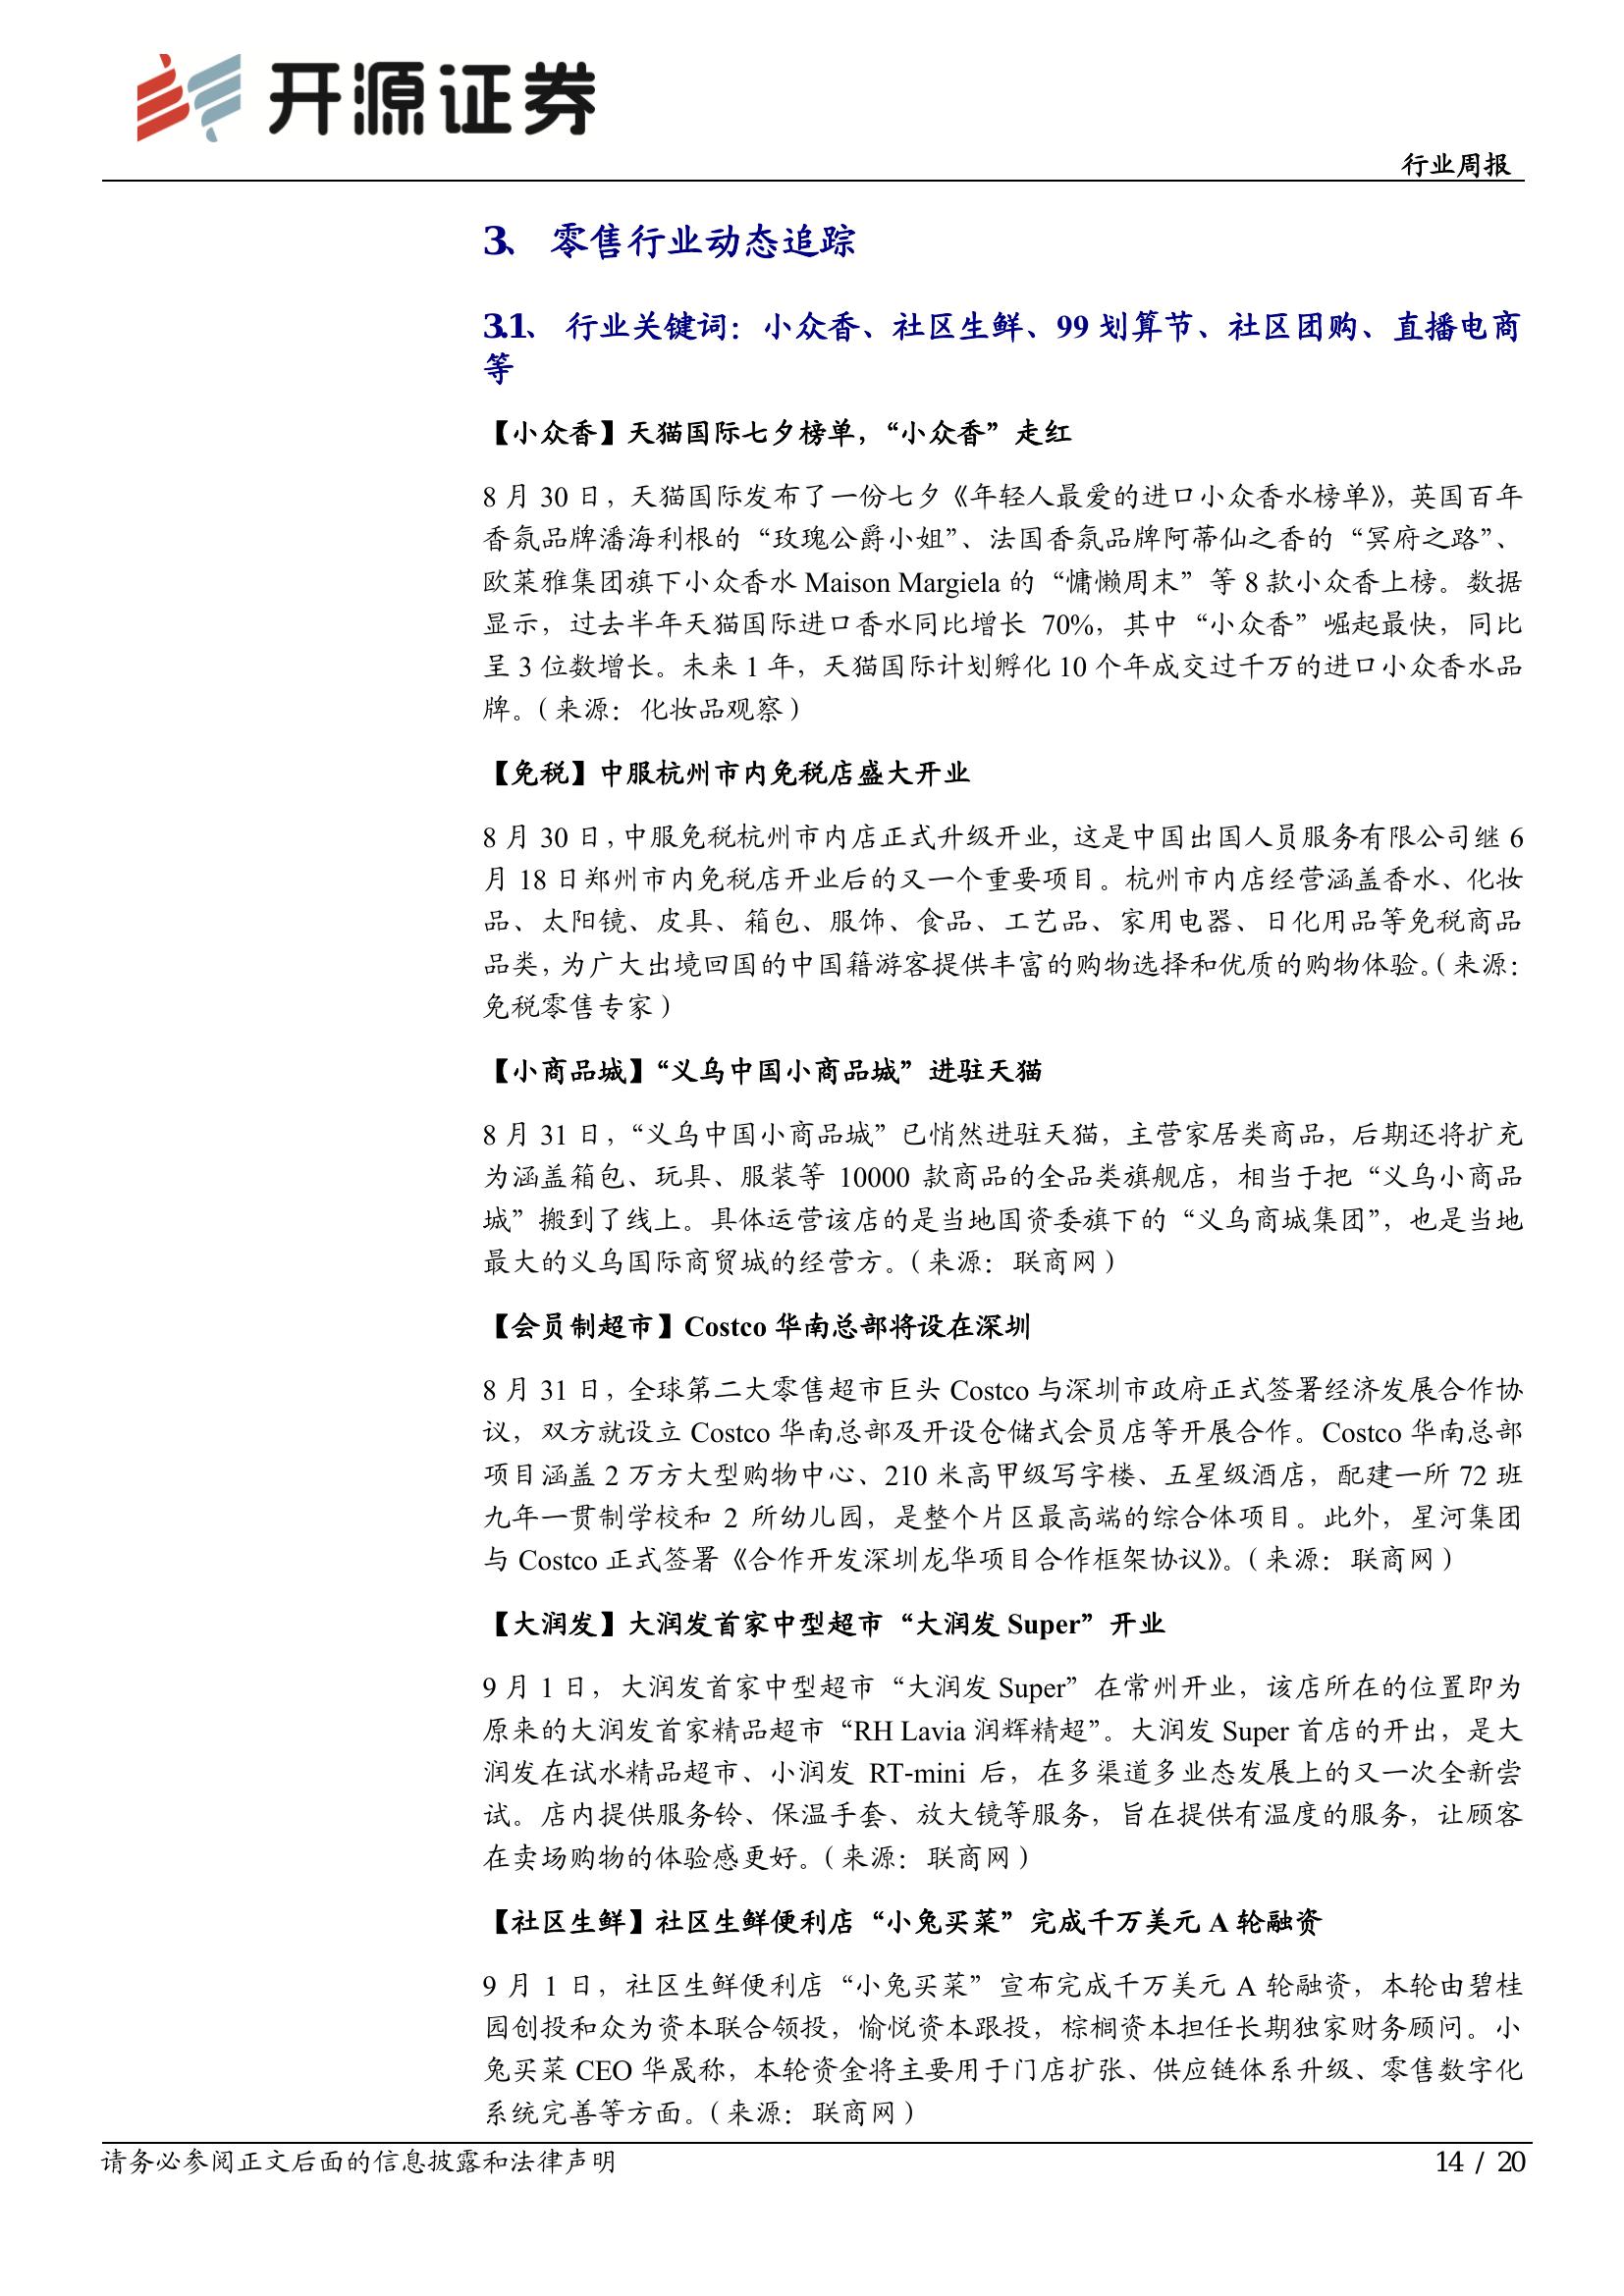 开源证券
行业周报
3、 零售行业动态追踪
3.1、 行业关键词：小众香、社区生鲜、99 划算节、社区团购、直播电商
等
【小众香】天猫国际七夕榜单，“小众香”走红
8 月 30 日，天猫国际发布了一份七夕《年轻人最爱的进口小众香水榜单》，英国百年
香氛品牌潘海利根的“玫瑰公爵小姐”、法国香氛品牌阿蒂仙之香的“冥府之路”、
欧莱雅集团旗下小众香水 Maison Margiela 的“慵懒周末”等 8 款小众香上榜。数据
显示，过去半年天猫国际进口香水同比增长 70%，其中“小众香”崛起最快，同比
呈 3 位数增长。未来 1 年，天猫国际计划孵化 10 个年成交过千万的进口小众香水品
牌。（来源：化妆品观察）
【免税】中服杭州市内免税店盛大开业
8 月 30 日，中服免税杭州市内店正式升级开业，这是中国出国人员服务有限公司继 6
月 18 日郑州市内免税店开业后的又一个重要项目。杭州市内店经营涵盖香水、化妆
品、太阳镜、皮具、箱包、服饰、食品、工艺品、家用电器、日化用品等免税商品
品类，为广大出境回国的中国籍游客提供丰富的购物选择和优质的购物体验。（来源：
免税零售专家）
【小商品城】“义乌中国小商品城”进驻天猫
8 月 31 日，“义乌中国小商品城”已悄然进驻天猫，主营家居类商品，后期还将扩充
为涵盖箱包、玩具、服装等 10000 款商品的全品类旗舰店，相当于把“义乌小商品
城”搬到了线上。具体运营该店的是当地国资委旗下的“义乌商城集团”，也是当地
最大的义乌国际商贸城的经营方。（来源：联商网）
【会员制超市】Costco 华南总部将设在深圳
8 月 31 日，全球第二大零售超市巨头 Costco 与深圳市政府正式签署经济发展合作协
议，双方就设立 Costco 华南总部及开设仓储式会员店等开展合作。Costco 华南总部
项目涵盖 2 万方大型购物中心、210 米高甲级写字楼、五星级酒店，配建一所 72 班
九年一贯制学校和 2 所幼儿园，是整个片区最高端的综合体项目。此外，星河集团
与 Costco 正式签署《合作开发深圳龙华项目合作框架协议》。（来源：联商网）
【大润发】大润发首家中型超市“大润发 Super”开业
9 月 1 日，大润发首家中型超市“大润发 Super”在常州开业，该店所在的位置即为
原来的大润发首家精品超市“RH Lavia 润辉精超”。大润发 Super 首店的开出，是大
润发在试水精品超市、小润发 RT-mini 后，在多渠道多业态发展上的又一次全新尝
试。店内提供服务铃、保温手套、放大镜等服务，旨在提供有温度的服务，让顾客
在卖场购物的体验感更好。（来源：联商网）
【社区生鲜】社区生鲜便利店“小兔买菜”完成千万美元 A 轮融资
9 月 1 日，社区生鲜便利店“小兔买菜”宣布完成千万美元 A 轮融资，本轮由碧桂
园创投和众为资本联合领投，愉悦资本跟投，棕榈资本担任长期独家财务顾问。小
兔买菜 CEO 华晟称，本轮资金将主要用于门店扩张、供应链体系升级、零售数字化
系统完善等方面。（来源：联商网）
请务必参阅正文后面的信息披露和法律声明
14 / 20